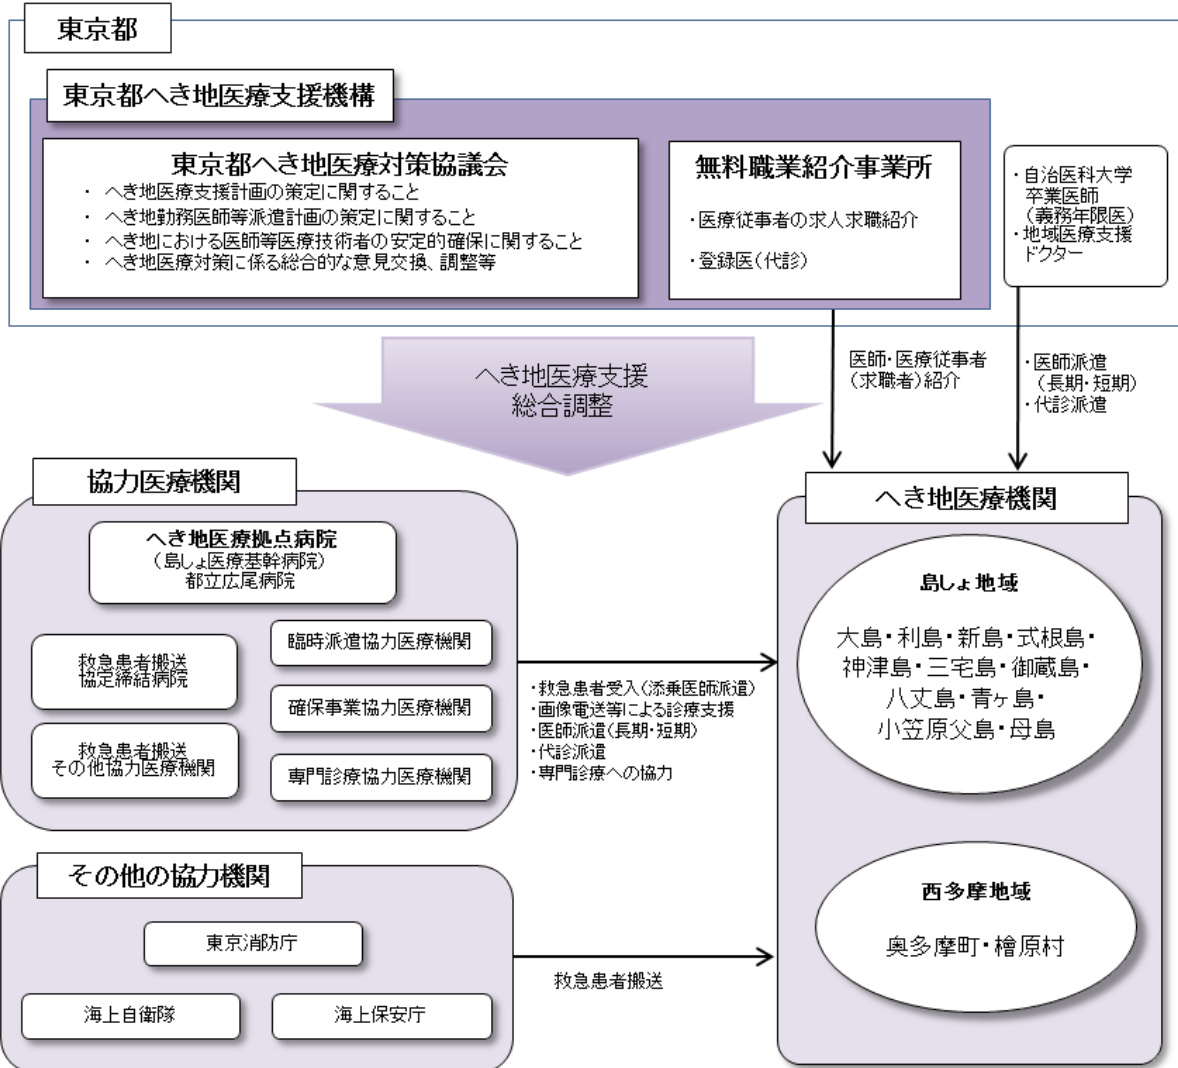 東京都
東京都へき地医療支援機構
東京都へき地医療対策協議会
・ へき地医療支援計画の策定に関すること
・ へき地勤務医師等派遣計画の策定に関すること
・ へき地における医師等医療技術者の安定的確保に関すること
・ へき地医療対策に係る総合的な意見交換、調整等
無料職業紹介事業所
・医療従事者の求人求職紹介
・登録医(代診)
・自治医科大学
卒業医師
(義務年限医)
・地域医療支援
ドクター
へき地医療支援
総合調整
医師・医療従事者
(求職者)紹介
・医師派遣
(長期・短期)
・代診派遣
協力医療機関
へき地医療拠点病院
(島しょ医療基幹病院)
都立広尾病院
救急患者搬送
協定締結病院
救急患者搬送
その他協力医療機関
臨時派遣協力医療機関
確保事業協力医療機関
専門診療協力医療機関
・救急患者受入(添乗医師派遣)
・画像電送等による診療支援
・医師派遣(長期・短期)
・代診派遣
・専門診療への協力
へき地医療機関
島しょ地域
大島・利島・新島・式根島・
神津島・三宅島・御蔵島・
八丈島・青ヶ島・
小笠原父島・母島
西多摩地域
奥多摩町・檜原村
その他の協力機関
東京消防庁
海上自衛隊
海上保安庁
救急患者搬送